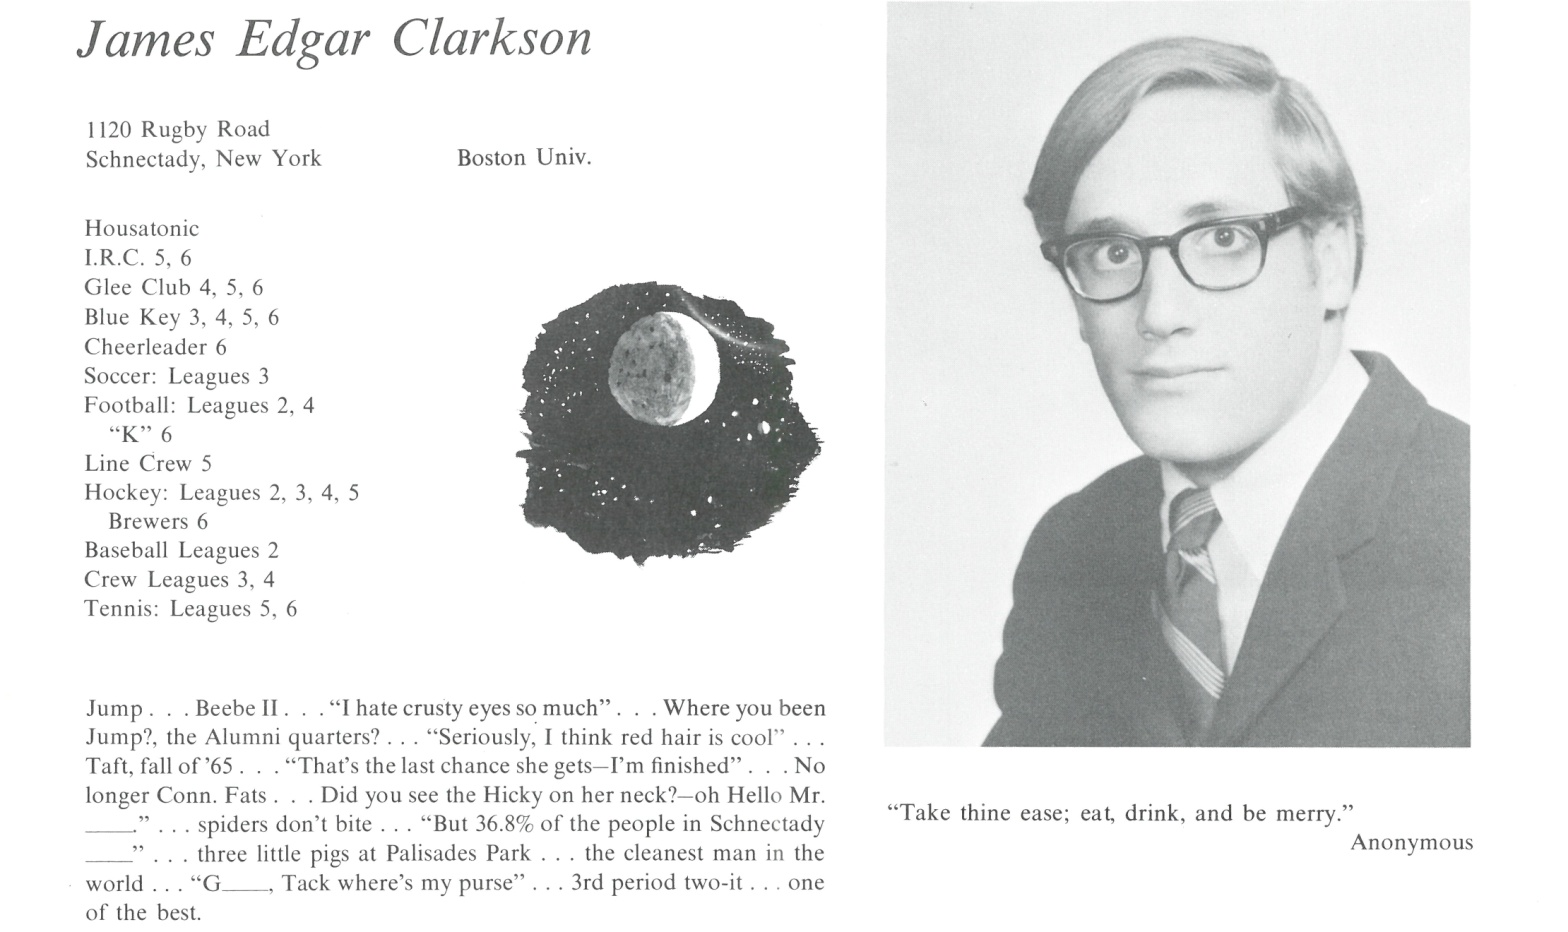 James Edgar Clarkson
1120 Rugby Road
Schnectady, New York
Boston Univ.
Housatonic
I.R.C. 5, 6
Glee Club 4, 5, 6
Blue Key 3, 4, 5, 6
Cheerleader 6
Soccer: Leagues 3
Football: Leagues 2, 4
"K" 6
Line Crew 5
Hockey: Leagues 2, 3, 4, 5
Brewers 6
Baseball Leagues 2
Crew Leagues 3, 4
Tennis: Leagues 5, 6
Jump . . . Beebe II . . . "I hate crusty eyes so much" . . . Where you been
Jump?, the Alumni quarters? . . . "Seriously, I think red hair is cool" . . .
Taft, fall of '65 . . . "That's the last chance she gets—I'm finished" . . . No
longer Conn. Fats . . . Did you see the Hicky on her neck?—oh Hello Mr.
____." . . . spiders don't bite . . . "But 36.8% of the people in Schnectady
____" . . . three little pigs at Palisades Park . . . the cleanest man in the
world . . . "G____, Tack where's my purse" . . . 3rd period two-it . . . one
of the best.
"Take thine ease; eat, drink, and be merry."
Anonymous